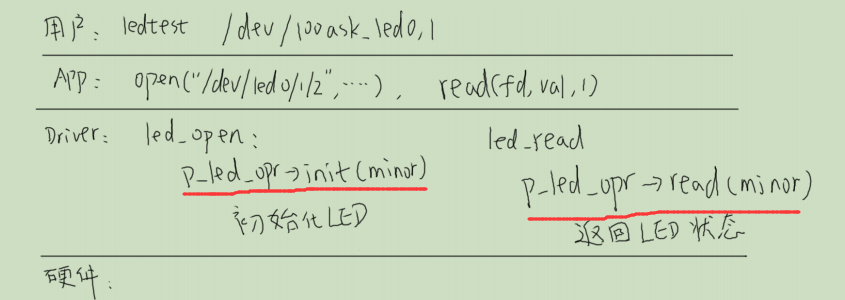 用户: ledtest /dev/100ask_led0,1
App: open("/dev/led0/1/2",....), read(fd,val,1)
Driver: led_open: led_read
p_led_opr→init(minor) p_led_opr→read(minor)
初始化LED 返回LED状态
硬件: